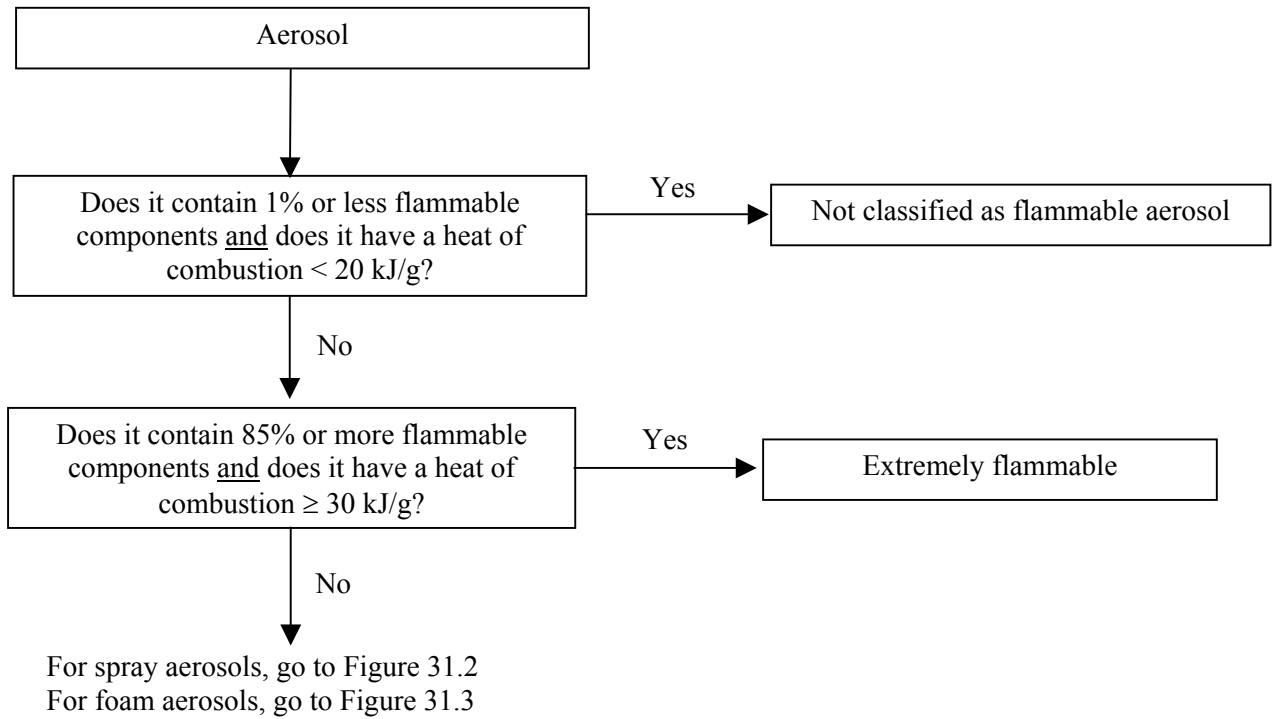 Aerosol
Does it contain 1% or less flammable
components and does it have a heat of
combustion < 20 kJ/g?
Yes
Not classified as flammable aerosol
No
Does it contain 85% or more flammable
components and does it have a heat of
combustion ≥ 30 kJ/g?
Yes
Extremely flammable
No
For spray aerosols, go to Figure 31.2
For foam aerosols, go to Figure 31.3